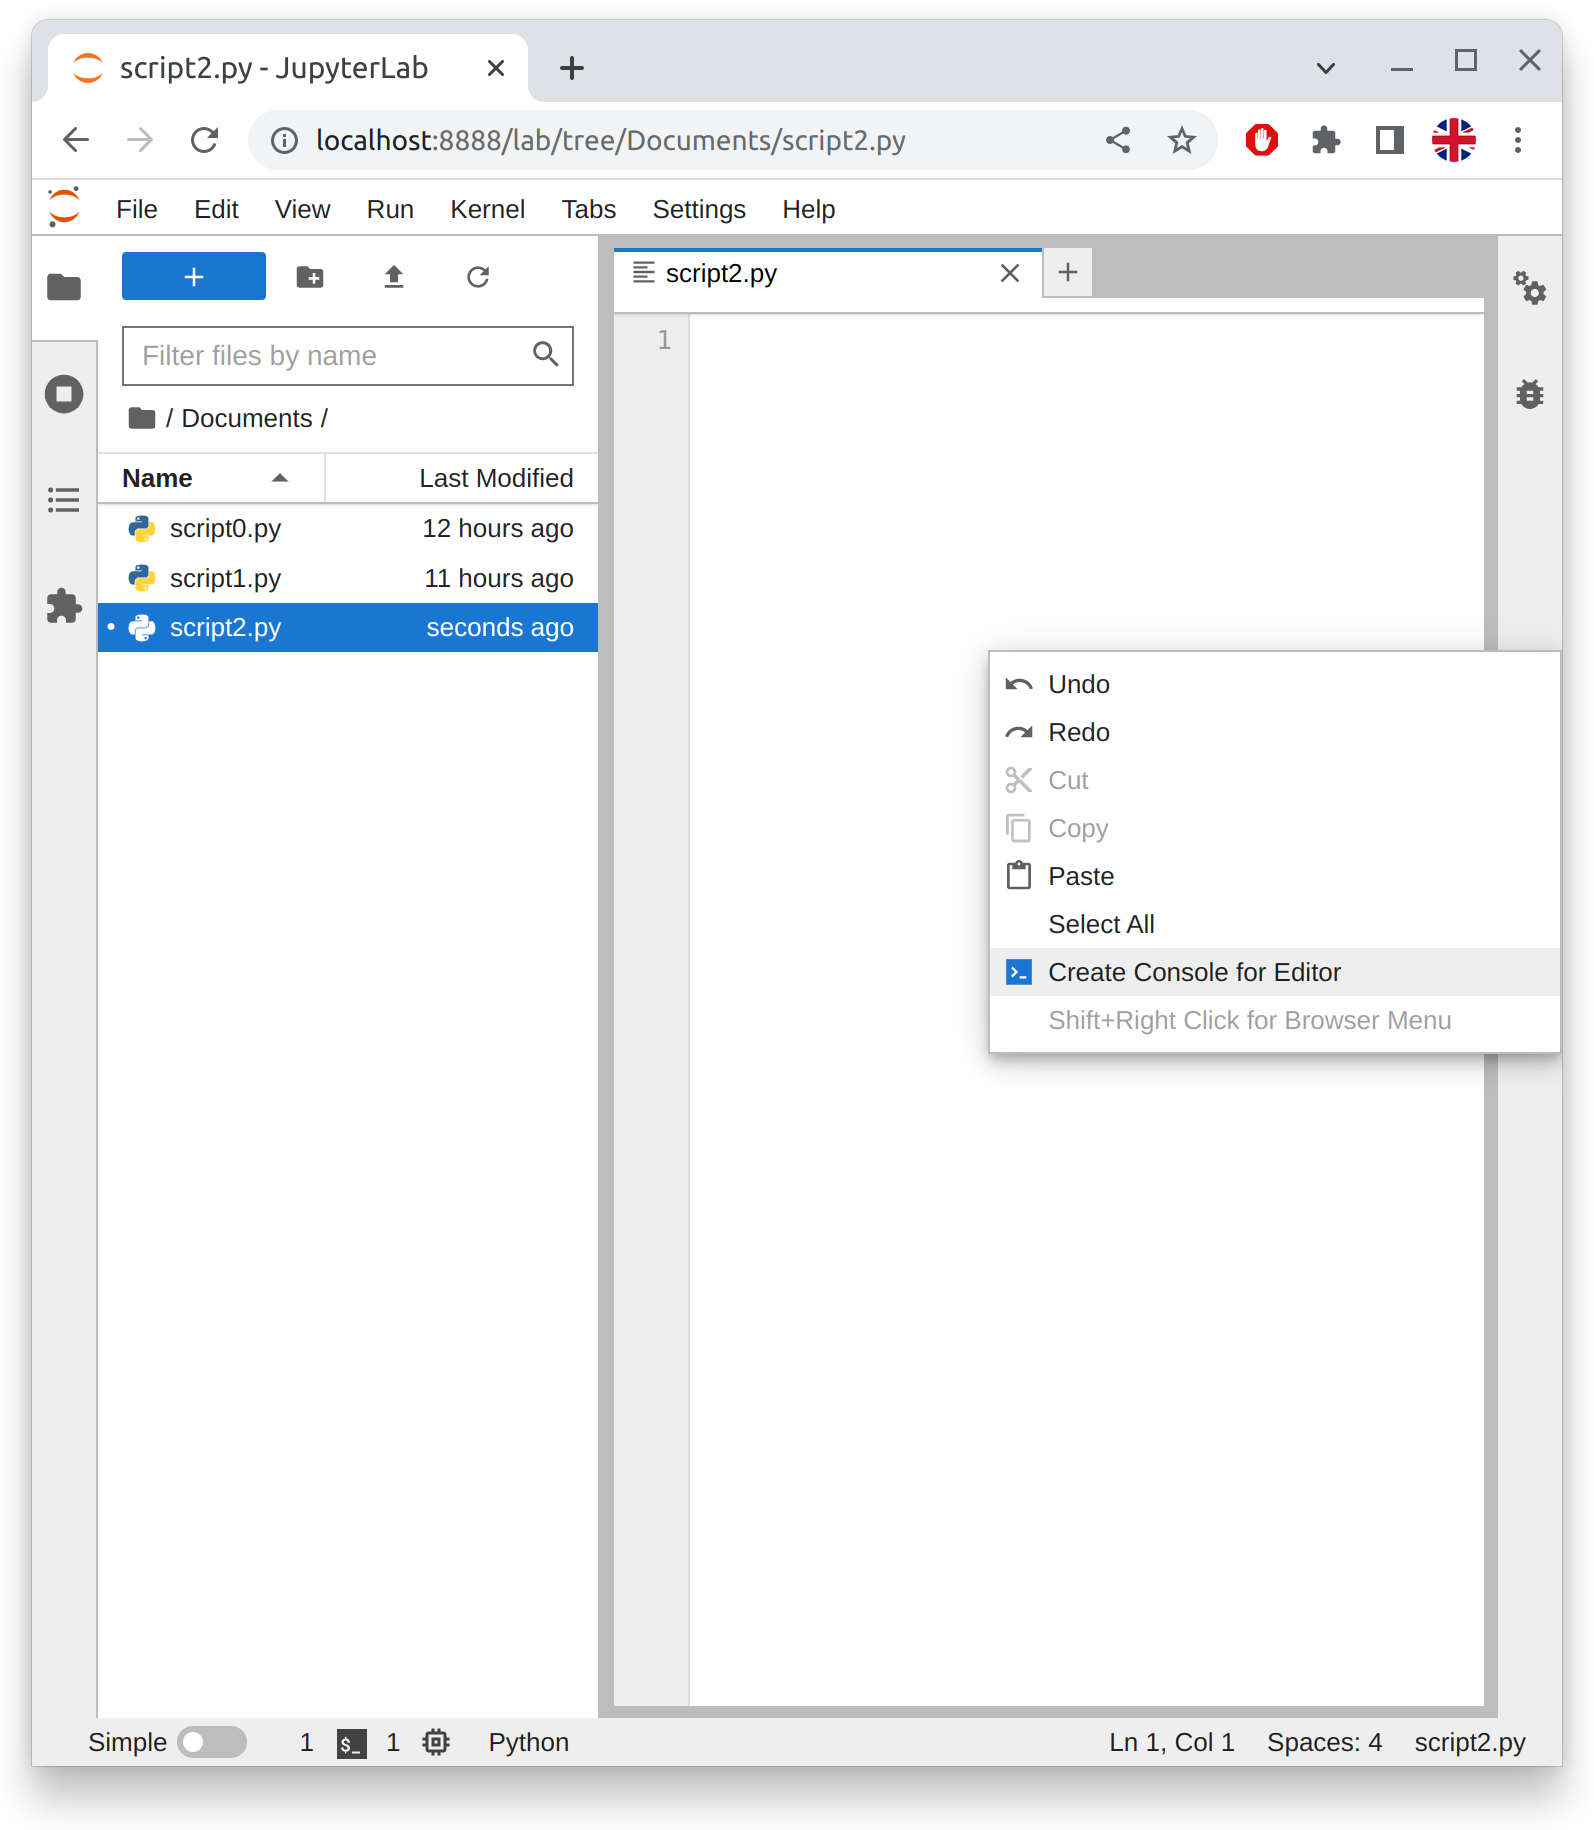 script2.py - JupyterLab
localhost:8888/lab/tree/Documents/script2.py
File Edit View Run Kernel Tabs Settings Help
script2.py
Filter files by name
/ Documents /
Name Last Modified
script0.py 12 hours ago
script1.py 11 hours ago
script2.py seconds ago
1
Undo
Redo
Cut
Copy
Paste
Select All
Create Console for Editor
Shift+Right Click for Browser Menu
Simple 1 $_ 1 Python Ln 1, Col 1 Spaces: 4 script2.py